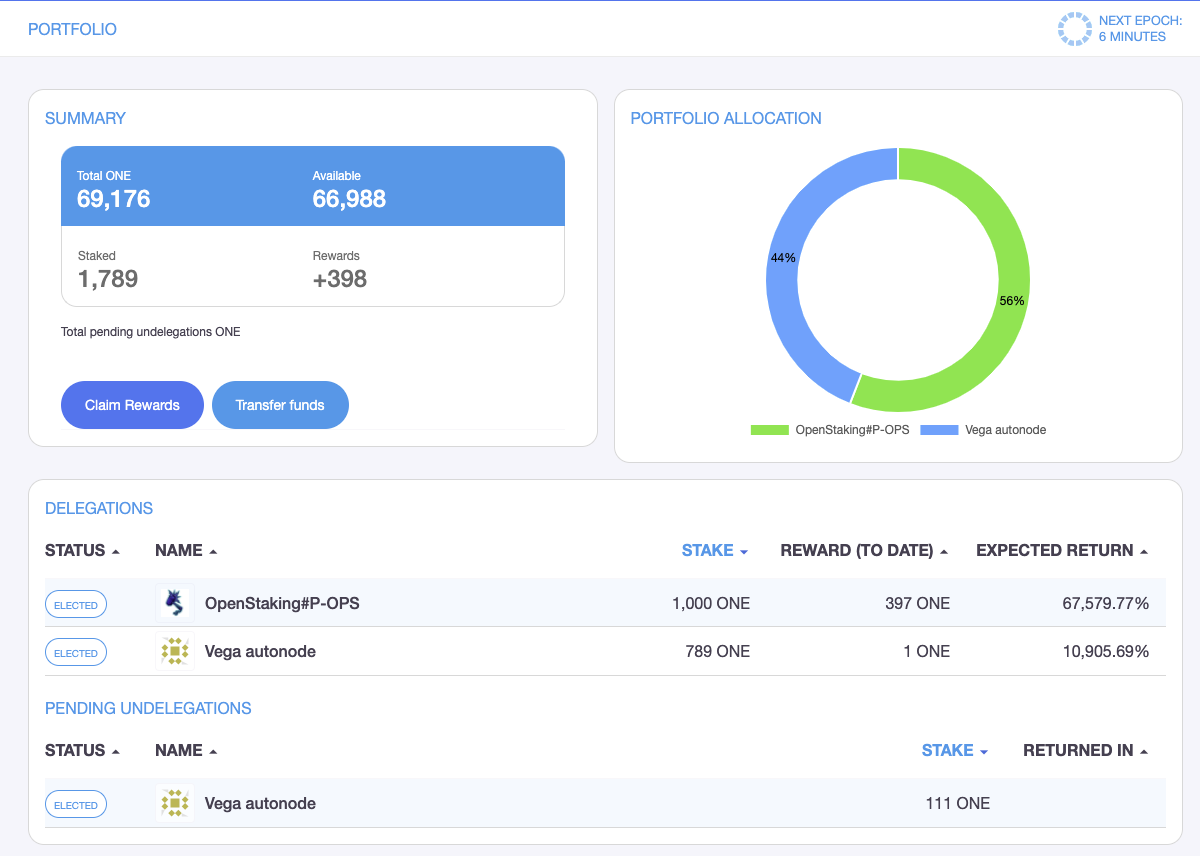 PORTFOLIO
NEXT EPOCH:
6 MINUTES
SUMMARY
Total ONE
69,176
Available
66,988
Staked
1,789
Rewards
+398
Total pending undelegations ONE
Claim Rewards
Transfer funds
PORTFOLIO ALLOCATION
44%
56%
OpenStaking#P-OPS
Vega autonode
DELEGATIONS
STATUS NAME STAKE REWARD (TO DATE) EXPECTED RETURN
ELECTED OpenStaking#P-OPS 1,000 ONE 397 ONE 67,579.77%
ELECTED Vega autonode 789 ONE 1 ONE 10,905.69%
PENDING UNDELEGATIONS
STATUS NAME STAKE RETURNED IN
ELECTED Vega autonode 111 ONE